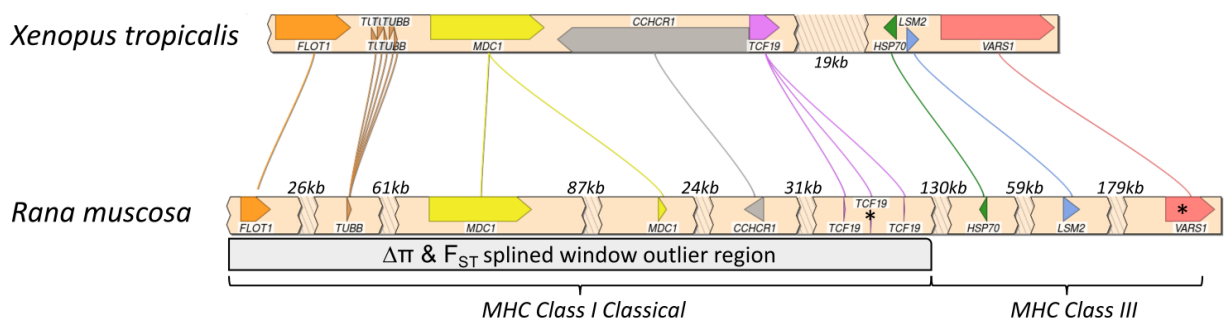 Xenopus tropicalis
FLOT1
TUBB
TUBB
MDC1
CCHCR1
TCF19
19kb
HSP70
LSM2
VARS1
Rana muscosa
26kb 61kb 87kb 24kb 31kb 130kb 59kb 179kb
FLOT1 TUBB MDC1 MDC1 CCHCR1 TCF19 TCF19 * TCF19 HSP70 LSM2 * VARS1
Δπ & FST splined window outlier region
MHC Class I Classical
MHC Class III